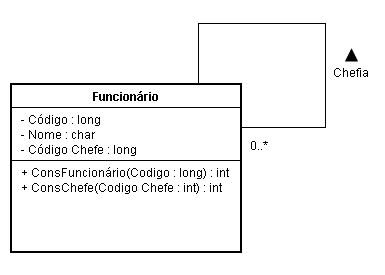 Chefia
Funcionário
- Código : long
- Nome : char
- Código Chefe : long
0..*
+ ConsFuncionário(Codigo : long) : int
+ ConsChefe(Codigo Chefe : int) : int